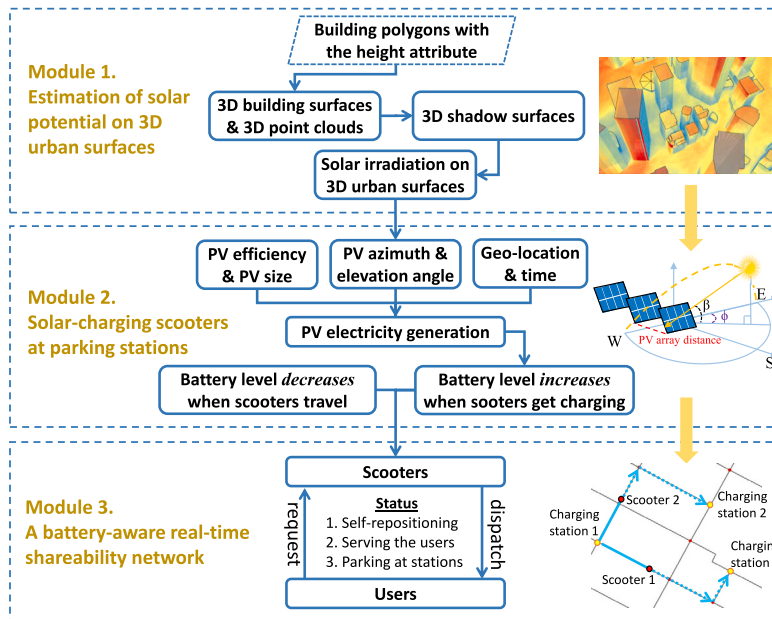 Building polygons with
the height attribute
Module 1.
Estimation of solar
potential on 3D
urban surfaces
3D building surfaces
& 3D point clouds
3D shadow surfaces
Solar irradiation on
3D urban surfaces
Module 2.
Solar-charging scooters
at parking stations
PV efficiency
& PV size
PV azimuth &
elevation angle
Geo-location
& time
PV electricity generation
Battery level decreases
when scooters travel
Battery level increases
when sooters get charging
W
E
S
β
ϕ
PV array distance
Module 3.
A battery-aware real-time
shareability network
Scooters
request
Status
1. Self-repositioning
2. Serving the users
3. Parking at stations
dispatch
Users
Scooter 2
Charging
station 2
Charging
station 1
Charging
station
Scooter 1